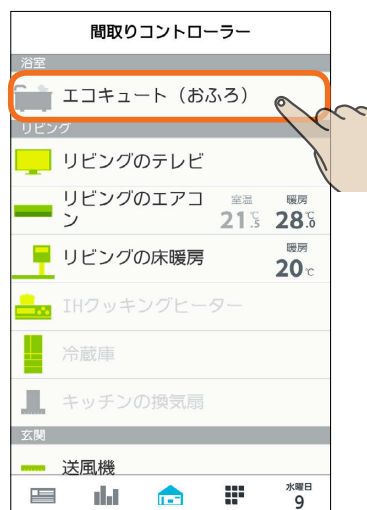 間取りコントローラー
浴室
エコキュート（おふろ）
リビング
リビングのテレビ
リビングのエアコ
ン
室温
21.5℃
暖房
28.0℃
リビングの床暖房
暖房
20℃
IHクッキングヒーター
冷蔵庫
キッチンの換気扇
玄関
送風機
水曜日
9